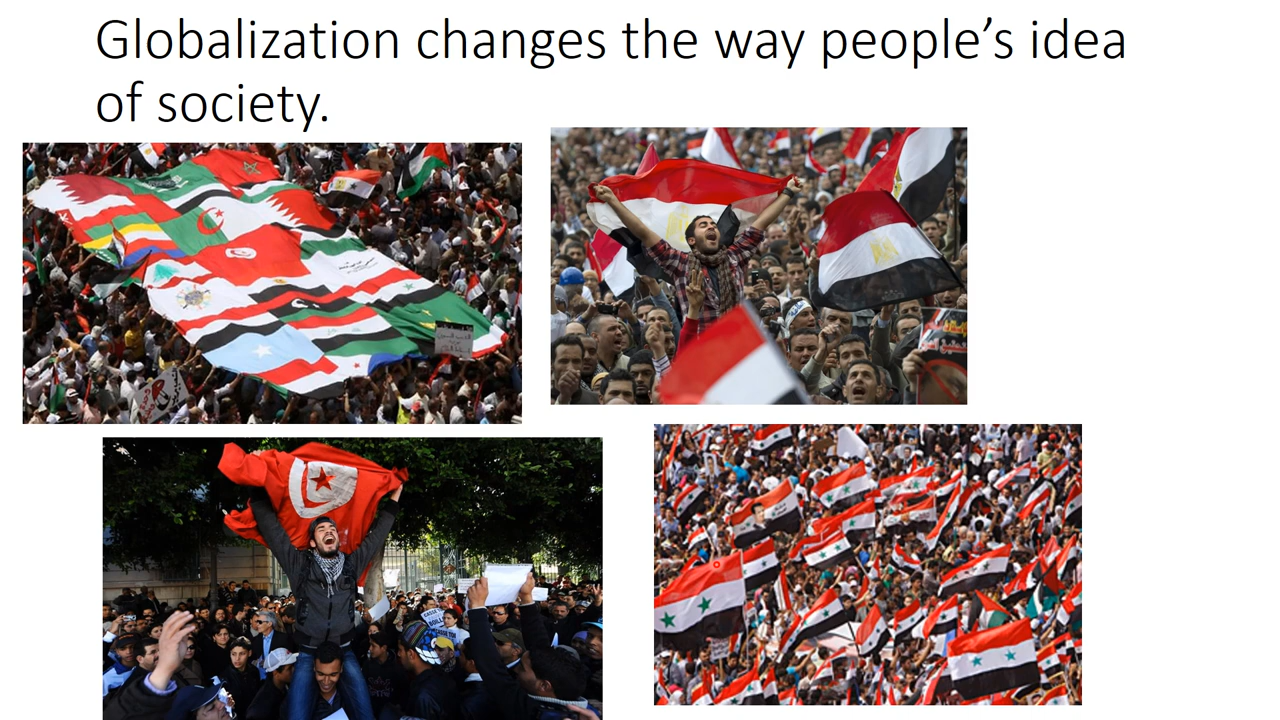 Globalization changes the way people’s idea
of society.